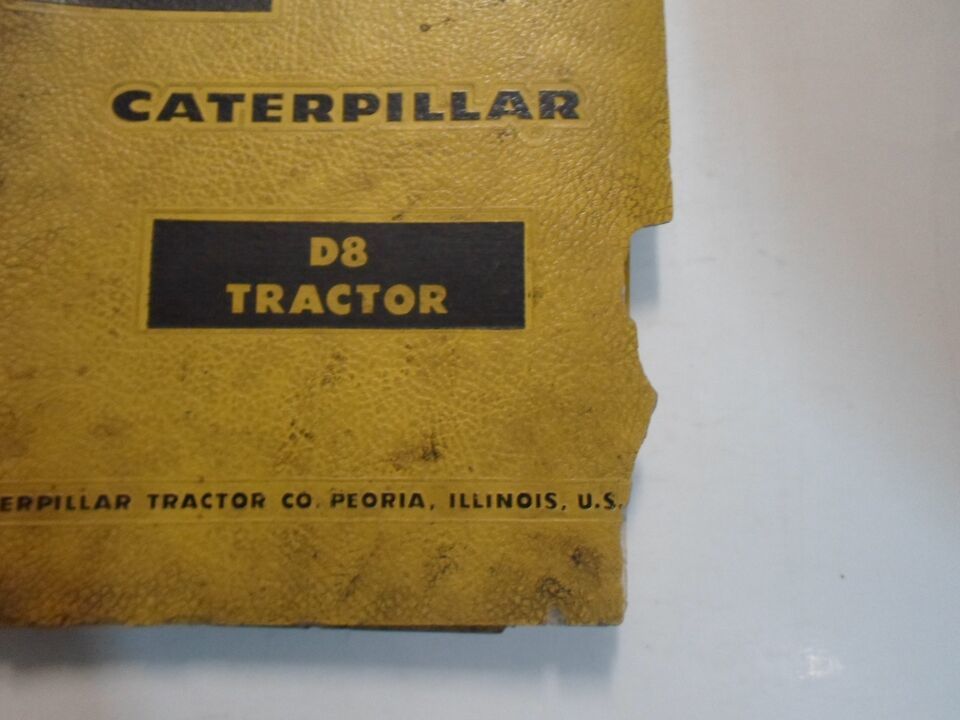 CATERPILLAR
D8
TRACTOR
ERPILLAR TRACTOR CO. PEORIA, ILLINOIS, U.S.